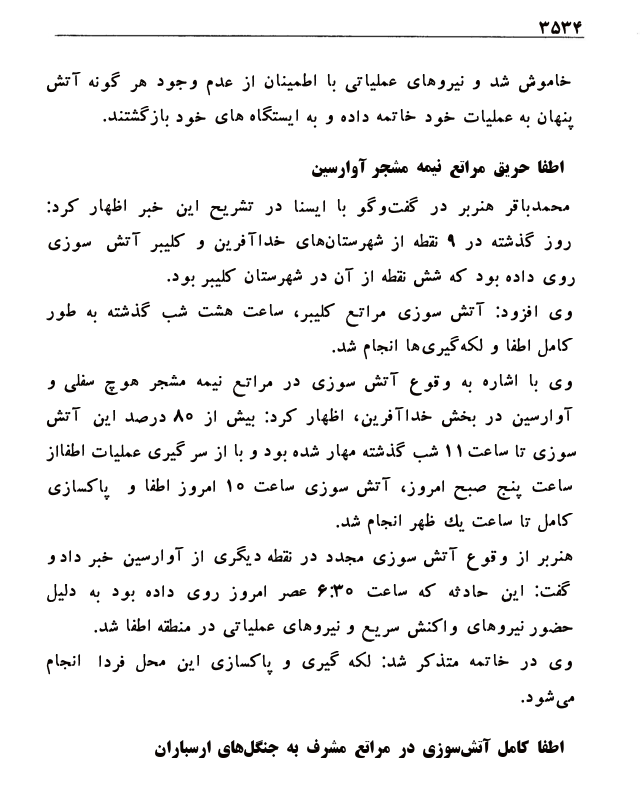 ۳۵۳۴
خاموش شد و نیروهای عملیاتی با اطمینان از عدم وجود هر گونه آتش
پنهان به عملیات خود خاتمه داده و به ایستگاه های خود بازگشتند.
اطفا حریق مراتع نیمه مشجر آوارسین
محمدباقر هنربر در گفت‌وگو با ایسنا در تشریح این خبر اظهار کرد:
روز گذشته در ۹ نقطه از شهرستان‌های خداآفرین و کلیبر آتش سوزی
روی داده بود که شش نقطه از آن در شهرستان کلیبر بود.
وی افزود: آتش سوزی مراتع کلیبر، ساعت هشت شب گذشته به طور
کامل اطفا و لکه‌گیری‌ها انجام شد.
وی با اشاره به وقوع آتش سوزی در مراتع نیمه مشجر هوچ سفلی و
آوارسین در بخش خداآفرین، اظهار کرد: بیش از ۸۰ درصد این آتش
سوزی تا ساعت ۱۱ شب گذشته مهار شده بود و با از سر گیری عملیات اطفااز
ساعت پنج صبح امروز، آتش سوزی ساعت ۱۰ امروز اطفا و پاکسازی
کامل تا ساعت یك ظهر انجام شد.
هنربر از وقوع آتش سوزی مجدد در نقطه دیگری از آوارسین خبر داد و
گفت: این حادثه که ساعت ۶:۳۰ عصر امروز روی داده بود به دلیل
حضور نیروهای واکنش سریع و نیروهای عملیاتی در منطقه اطفا شد.
وی در خاتمه متذکر شد: لکه گیری و پاکسازی این محل فردا انجام
می‌شود.
اطفا کامل آتش‌سوزی در مراتع مشرف به جنگل‌های ارسباران